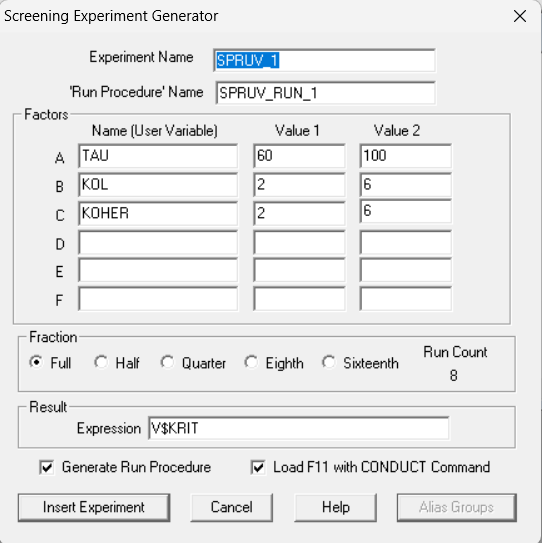 Screening Experiment Generator
Experiment Name SPRUV_1
'Run Procedure' Name SPRUV_RUN_1
Factors
Name (User Variable) Value 1 Value 2
A TAU 60 100
B KOL 2 6
C KOHER 2 6
D
E
F
Fraction
Full Half Quarter Eighth Sixteenth Run Count
8
Result
Expression V$KRIT
Generate Run Procedure Load F11 with CONDUCT Command
Insert Experiment Cancel Help Alias Groups